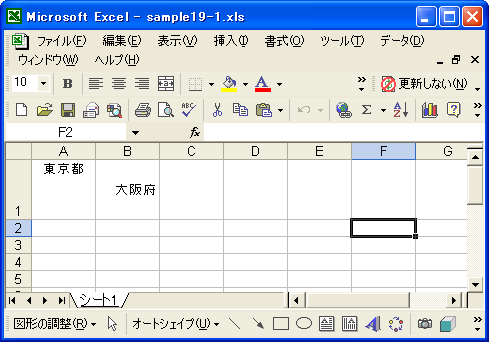 Microsoft Excel - sample19-1.xls
ファイル(F) 編集(E) 表示(V) 挿入(I) 書式(O) ツール(T) データ(D)
ウィンドウ(W) ヘルプ(H)
10 B A 更新しない(N)
ABC Σ A Z ?
F2 fx
A B C D E F G
東京都
大阪府
1
2
3
4
5
シート1
図形の調整(R) オートシェイプ(U) A